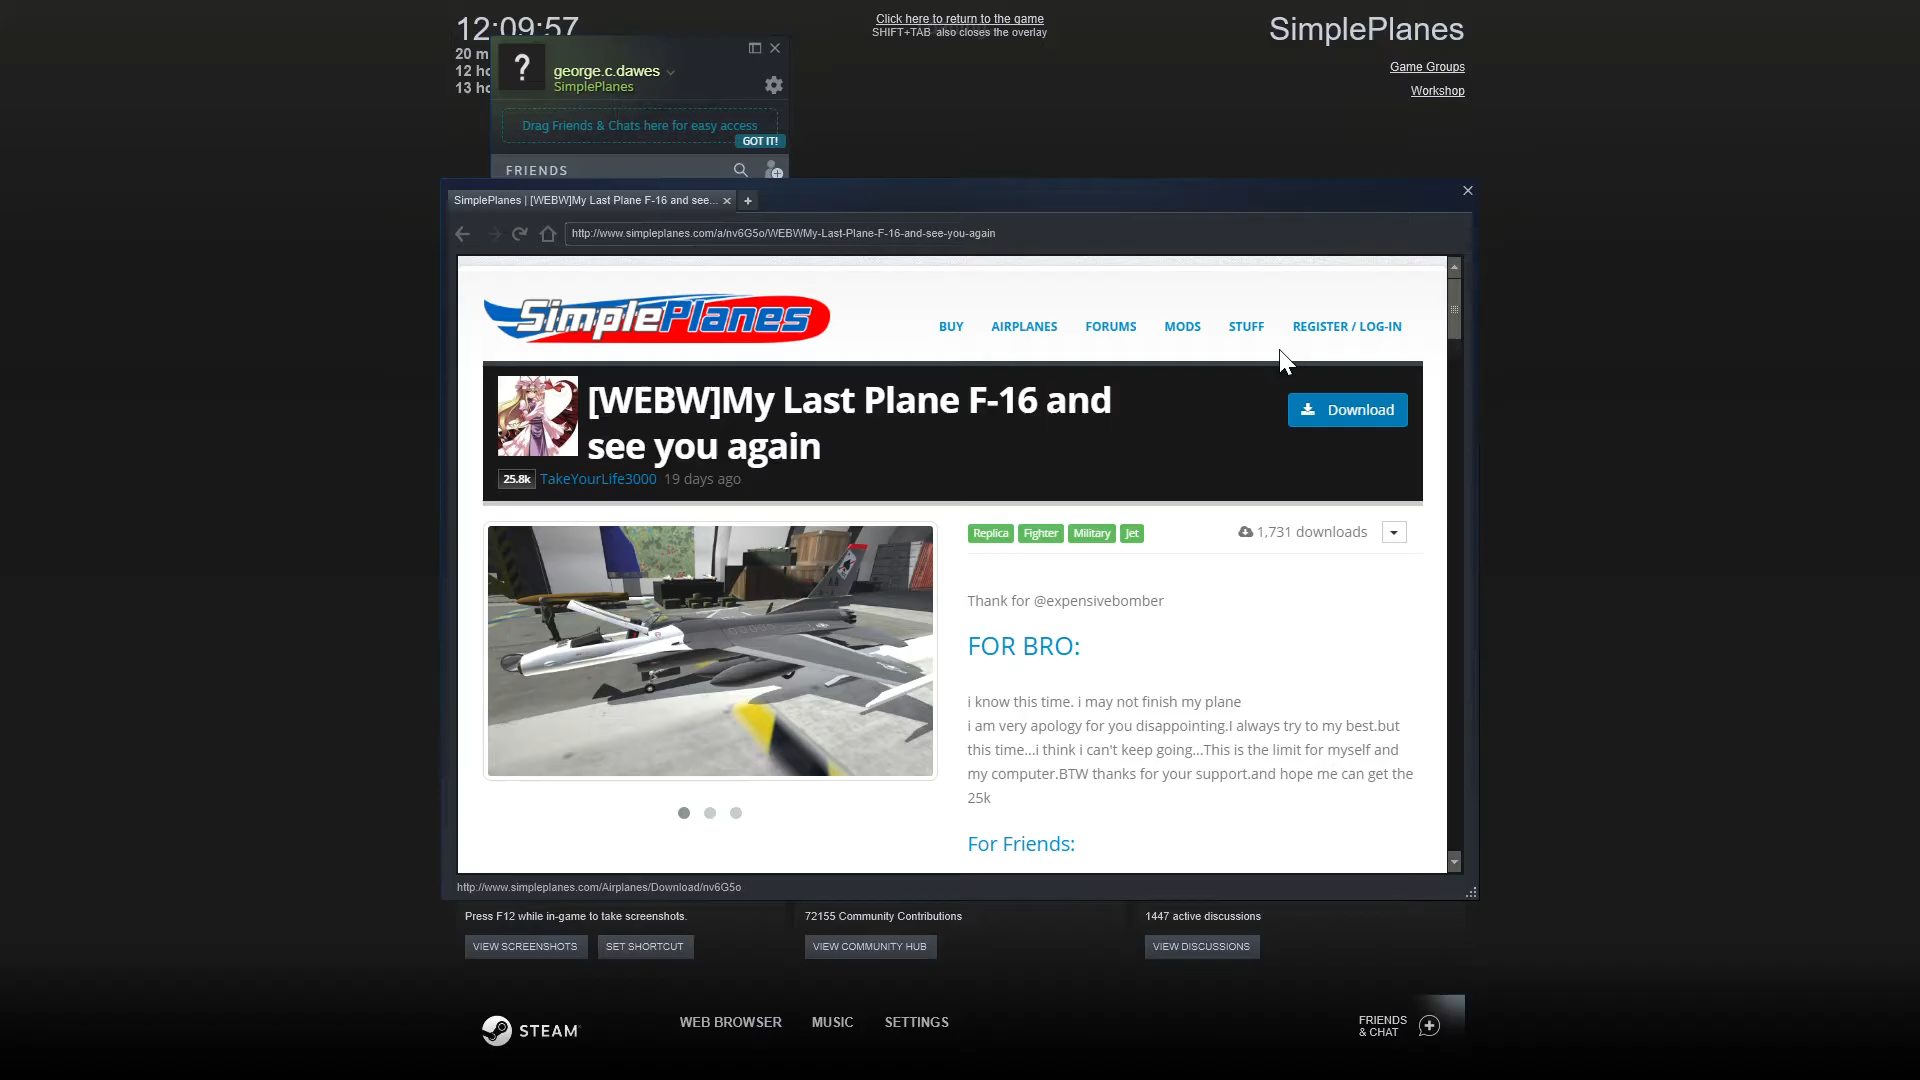 12:09:57
20 m
12 ho
13 ho
Click here to return to the game
SHIFT+TAB also closes the overlay
SimplePlanes
Game Groups
Workshop
?
george.c.dawes
SimplePlanes
Drag Friends & Chats here for easy access
GOT IT!
FRIENDS
SimplePlanes | [WEBW]My Last Plane F-16 and see...
http://www.simpleplanes.com/a/nv6G5o/WEBWMy-Last-Plane-F-16-and-see-you-again
SimplePlanes
BUY
AIRPLANES
FORUMS
MODS
STUFF
REGISTER / LOG-IN
[WEBW]My Last Plane F-16 and
see you again
Download
25.8k TakeYourLife3000 19 days ago
Replica Fighter Military Jet
1,731 downloads
Thank for @expensivebomber
FOR BRO:
i know this time. i may not finish my plane
i am very apology for you disappointing.I always try to my best.but
this time...i think i can't keep going...This is the limit for myself and
my computer.BTW thanks for your support.and hope me can get the
25k
For Friends:
http://www.simpleplanes.com/Airplanes/Download/nv6G5o
Press F12 while in-game to take screenshots.
VIEW SCREENSHOTS
SET SHORTCUT
72155 Community Contributions
VIEW COMMUNITY HUB
1447 active discussions
VIEW DISCUSSIONS
STEAM
WEB BROWSER
MUSIC
SETTINGS
FRIENDS
& CHAT